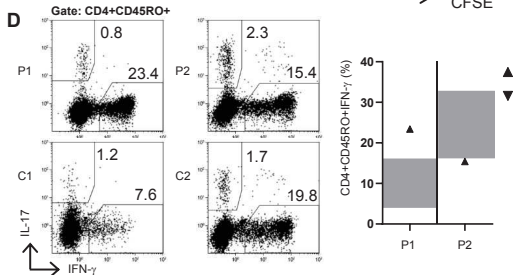 CFSE
D
Gate: CD4+CD45RO+
P1
0.8
23.4
P2
2.3
15.4
C1
1.2
7.6
C2
1.7
19.8
IL-17
IFN-γ
CD4+CD45RO+IFN-γ (%)
40
30
20
10
0
P1
P2